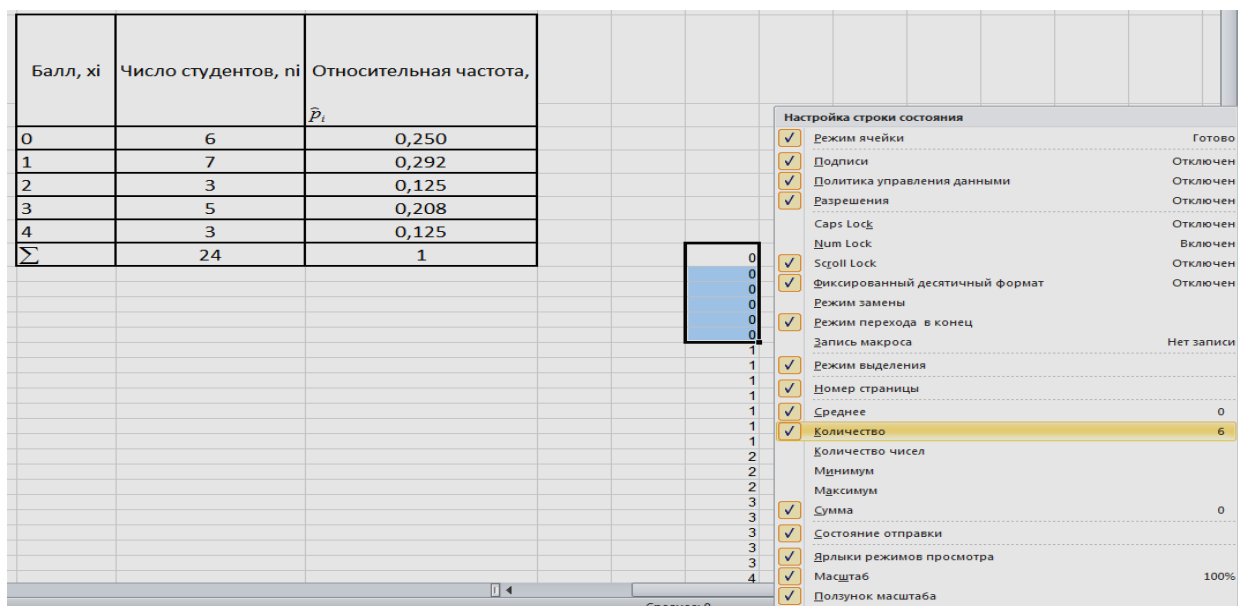 Балл, xi Число студентов, ni Относительная частота,
p̂i
0 6 0,250
1 7 0,292
2 3 0,125
3 5 0,208
4 3 0,125
∑ 24 1
0
0
0
0
0
0
1
1
1
1
1
1
1
2
2
2
3
3
3
3
3
4
Настройка строки состояния
Режим ячейки Готово
Подписи Отключен
Политика управления данными Отключен
Разрешения Отключен
Caps Lock Отключен
Num Lock Включен
Scroll Lock Отключен
Фиксированный десятичный формат Отключен
Режим замены
Режим перехода в конец
Запись макроса Нет записи
Режим выделения
Номер страницы
Среднее 0
Количество 6
Количество чисел
Минимум
Максимум
Сумма 0
Состояние отправки
Ярлыки режимов просмотра
Масштаб 100%
Ползунок масштаба